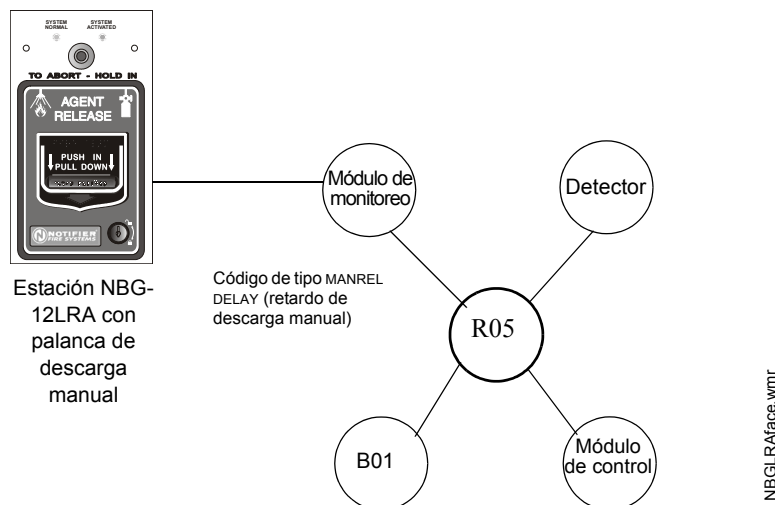 SYSTEM NORMAL
SYSTEM ACTIVATED
TO ABORT - HOLD IN
AGENT
RELEASE
PUSH IN
PULL DOWN
NOTIFIER
FIRE SYSTEMS
Estación NBG-
12LRA con
palanca de
descarga
manual
Módulo de
monitoreo
Detector
Código de tipo MANREL
DELAY (retardo de
descarga manual)
R05
B01
Módulo
de control
NBGLRAface.wmf